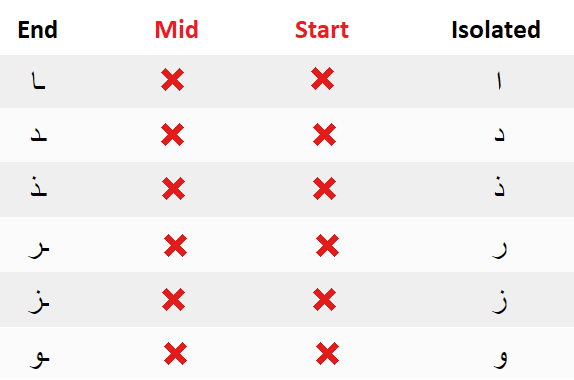 End Mid Start Isolated
ـا ❌ ❌ ا
ـد ❌ ❌ د
ـذ ❌ ❌ ذ
ـر ❌ ❌ ر
ـز ❌ ❌ ز
ـو ❌ ❌ و